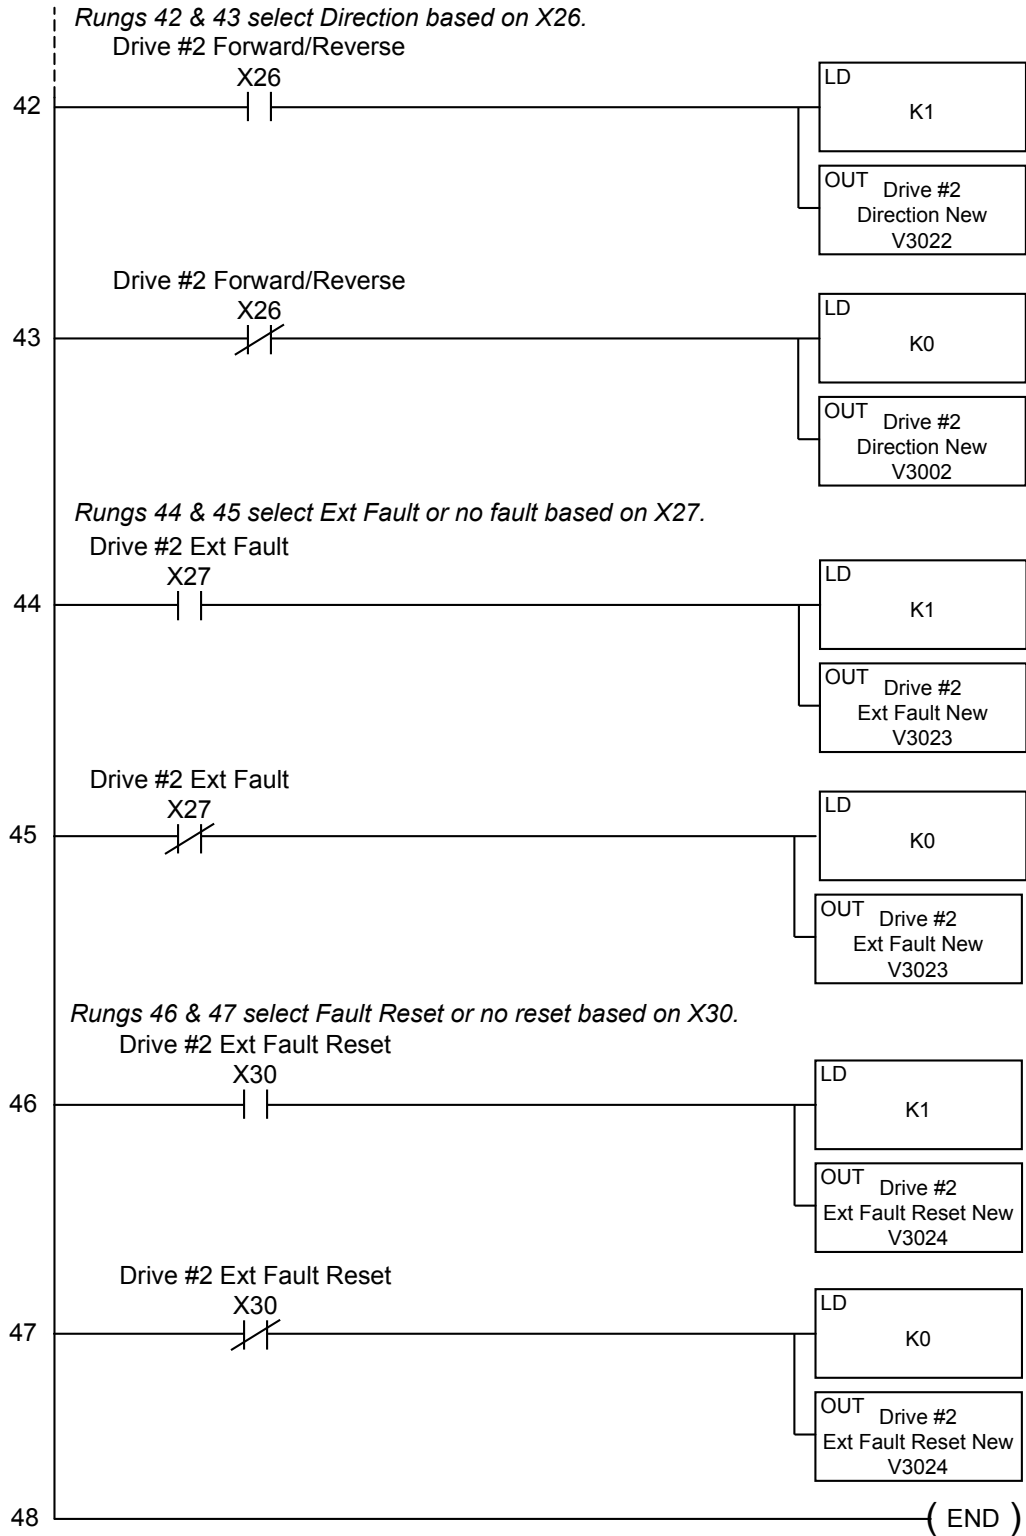 Rungs 42 & 43 select Direction based on X26.
Drive #2 Forward/Reverse
X26
42
LD
K1
OUT
Drive #2
Direction New
V3022
Drive #2 Forward/Reverse
X26
43
LD
K0
OUT
Drive #2
Direction New
V3002
Rungs 44 & 45 select Ext Fault or no fault based on X27.
Drive #2 Ext Fault
X27
44
LD
K1
OUT
Drive #2
Ext Fault New
V3023
Drive #2 Ext Fault
X27
45
LD
K0
OUT
Drive #2
Ext Fault New
V3023
Rungs 46 & 47 select Fault Reset or no reset based on X30.
Drive #2 Ext Fault Reset
X30
46
LD
K1
OUT
Drive #2
Ext Fault Reset New
V3024
Drive #2 Ext Fault Reset
X30
47
LD
K0
OUT
Drive #2
Ext Fault Reset New
V3024
48
( END )